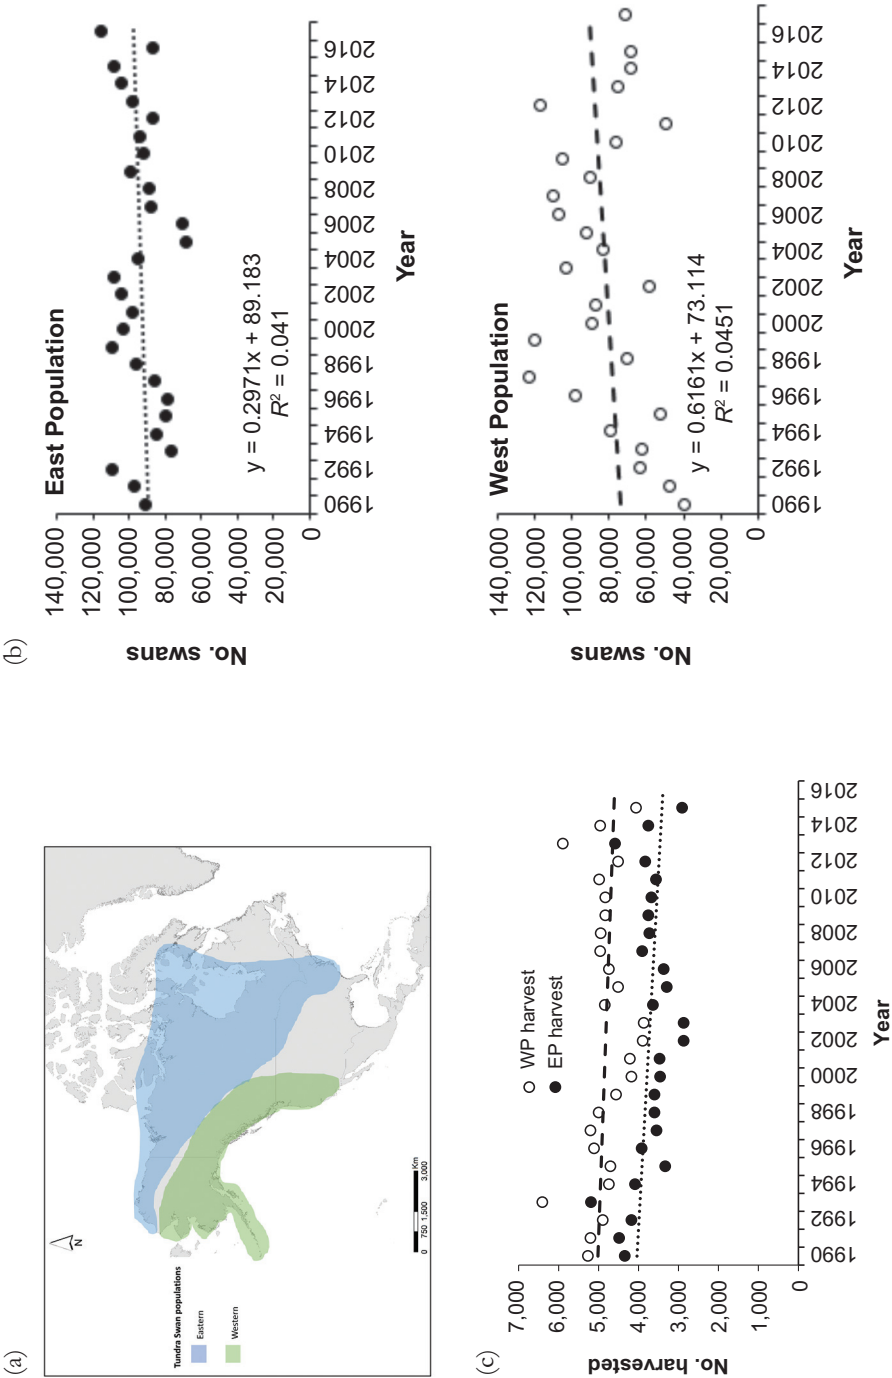 (a)
N
Tundra Swan populations
Eastern
Western
0 750 1,500 3,000
Km
(b)
East Population
No. swans
140,000
120,000
100,000
80,000
60,000
40,000
20,000
0
y = 0.2971x + 89.183
R² = 0.041
1990
1992
1994
1996
1998
2000
2002
2004
2006
2008
2010
2012
2014
2016
Year
West Population
No. swans
140,000
120,000
100,000
80,000
60,000
40,000
20,000
0
y = 0.6161x + 73.114
R² = 0.0451
1990
1992
1994
1996
1998
2000
2002
2004
2006
2008
2010
2012
2014
2016
Year
(c)
No. harvested
7,000
6,000
5,000
4,000
3,000
2,000
1,000
0
WP harvest
EP harvest
1990
1992
1994
1996
1998
2000
2002
2004
2006
2008
2010
2012
2014
2016
Year